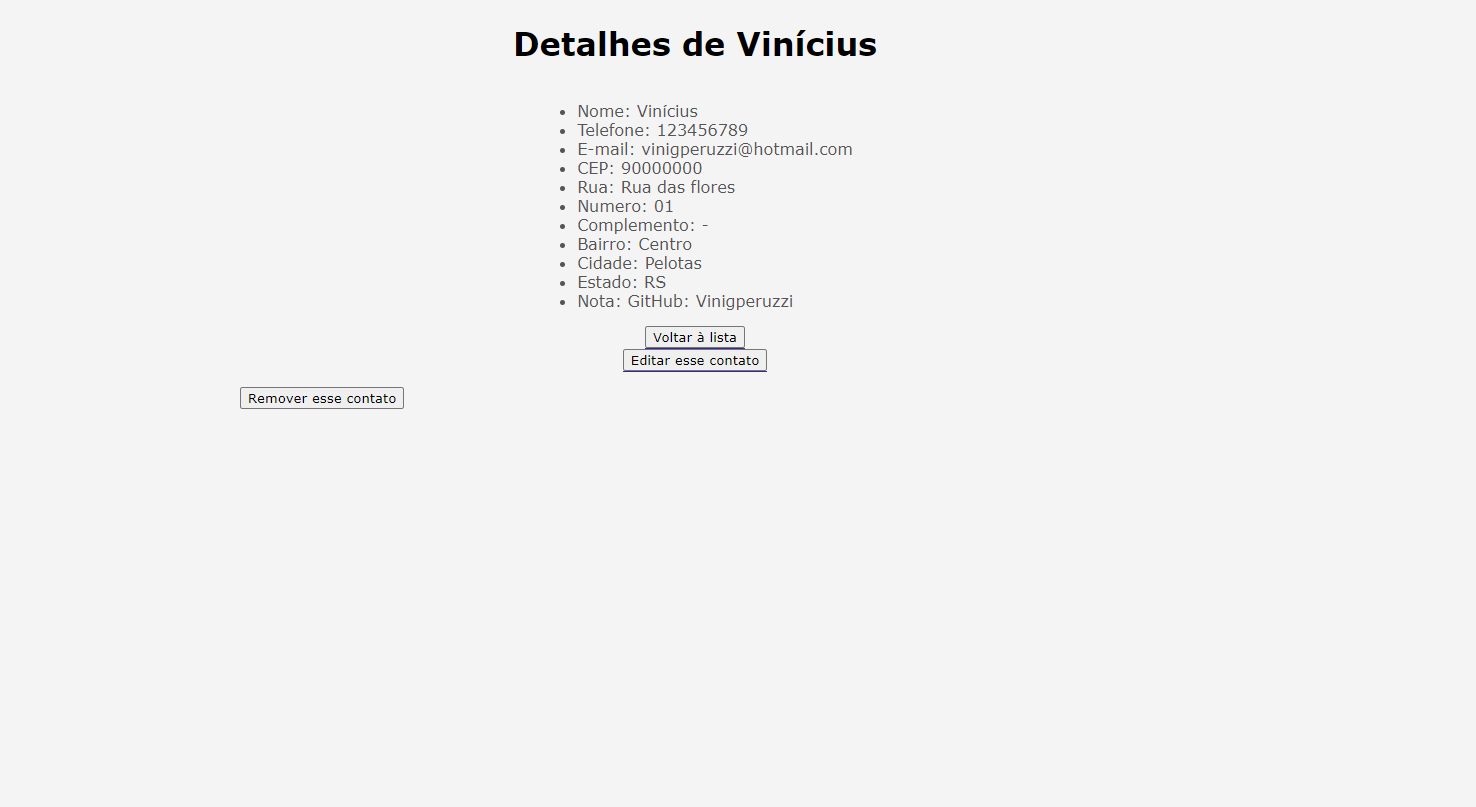 Detalhes de Vinícius
Nome: Vinícius
Telefone: 123456789
E-mail: vinigperuzzi@hotmail.com
CEP: 90000000
Rua: Rua das flores
Numero: 01
Complemento: -
Bairro: Centro
Cidade: Pelotas
Estado: RS
Nota: GitHub: Vinigperuzzi
Voltar à lista
Editar esse contato
Remover esse contato